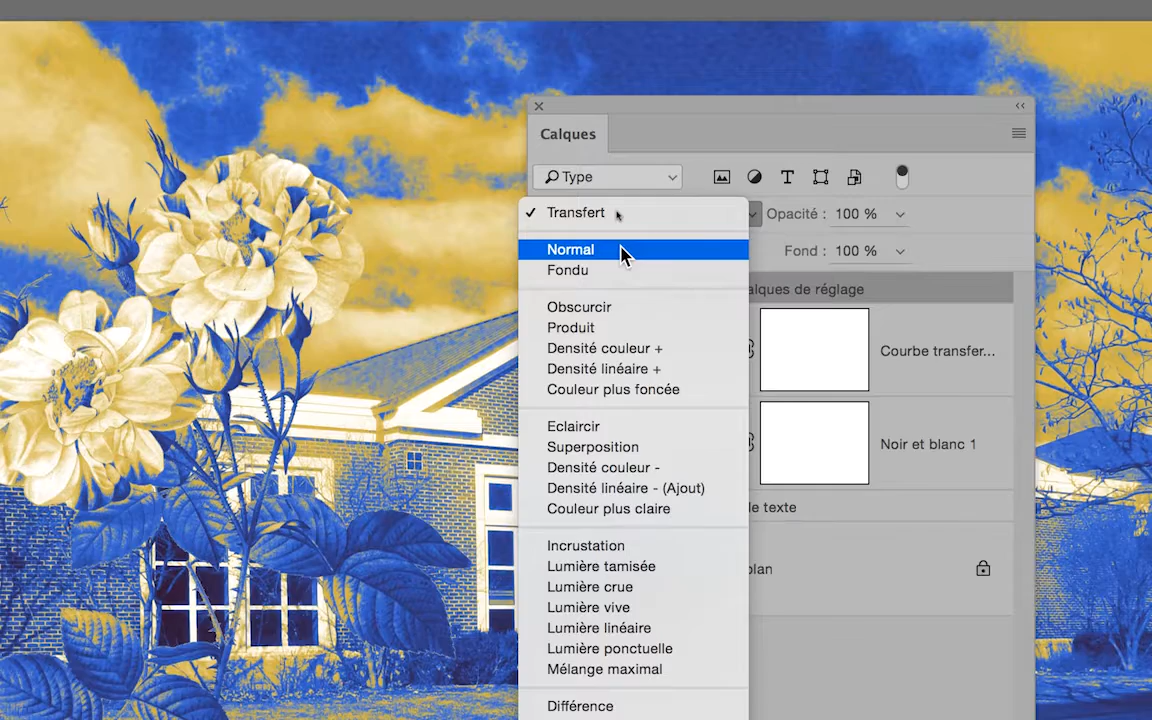 Calques
Type
Transfert
Opacité : 100 %
Normal
Fond : 100 %
Fondu
alques de réglage
Obscurcir
Produit
Densité couleur +
Courbe transfer...
Densité linéaire +
Couleur plus foncée
Eclaircir
Noir et blanc 1
Superposition
Densité couleur -
Densité linéaire - (Ajout)
Couleur plus claire
texte
Incrustation
Lumière tamisée
plan
Lumière crue
Lumière vive
Lumière linéaire
Lumière ponctuelle
Mélange maximal
Différence